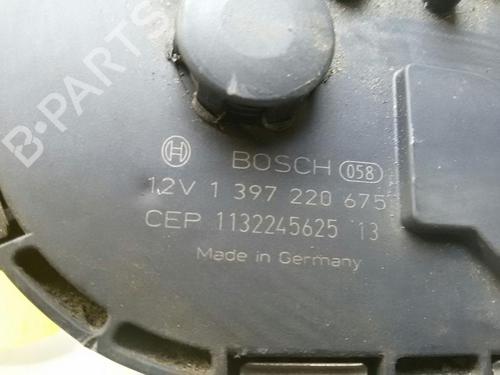 B-PARTS
BOSCH 058
12V 1 397 220 675
CEP 1132245625 13
Made in Germany